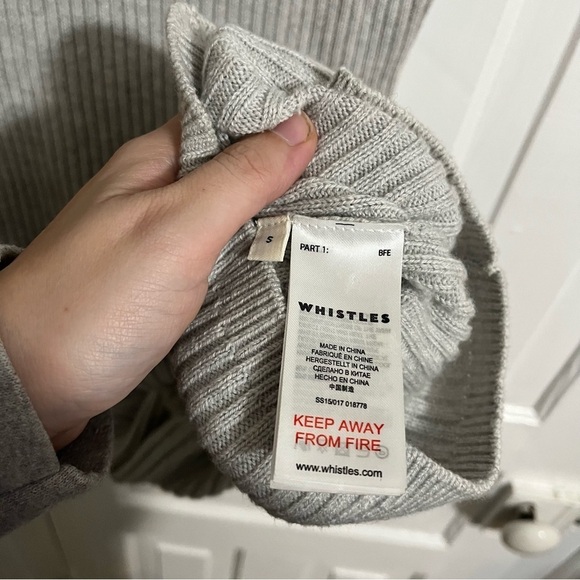 S
PART 1: BFE
WHISTLES
MADE IN CHINA
FABRIQUÉ EN CHINE
HERGESTELLT IN CHINA
СДЕЛАНО В КИТАЕ
HECHO EN CHINA
中国制造
SS15/017 018778
KEEP AWAY
FROM FIRE
www.whistles.com